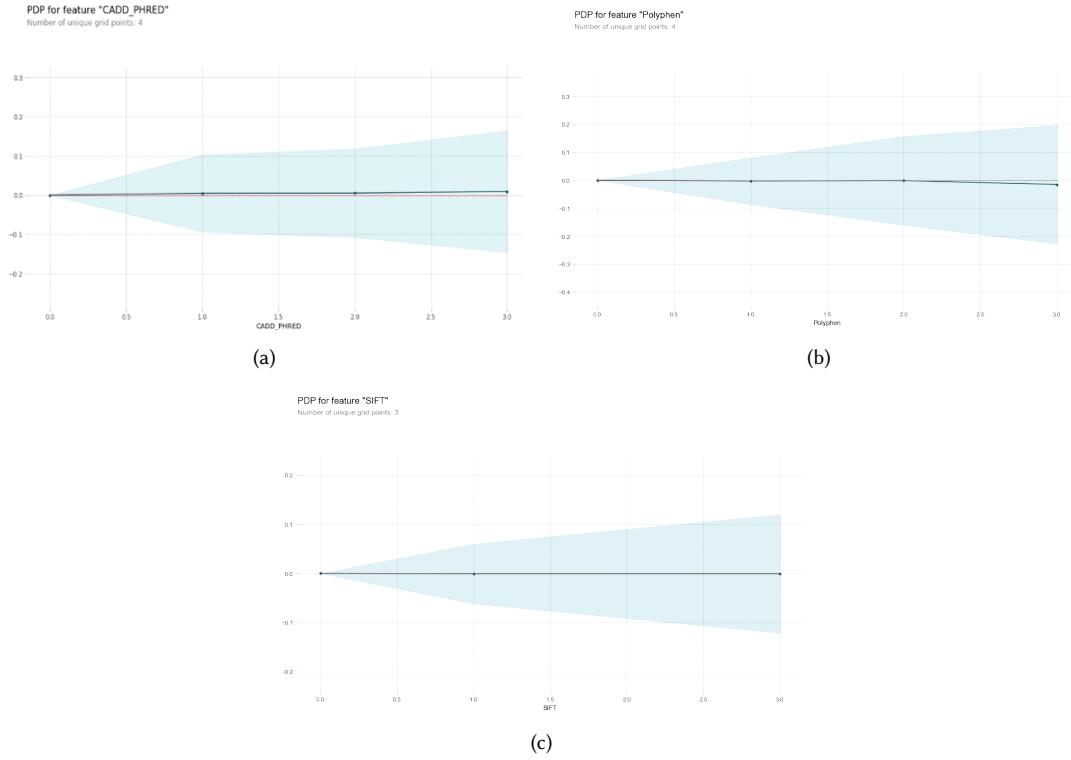 PDP for feature "CADD_PHRED"
Number of unique grid points: 4
0.3
0.2
0.1
0.0
−0.1
−0.2
0.0 0.5 1.0 1.5 2.0 2.5 3.0
CADD_PHRED
(a)
PDP for feature "Polyphen"
Number of unique grid points: 4
0.3
0.2
0.1
0.0
−0.1
−0.2
−0.3
−0.4
0.0 0.5 1.0 1.5 2.0 2.5 3.0
Polyphen
(b)
PDP for feature "SIFT"
Number of unique grid points: 3
0.2
0.1
0.0
−0.1
−0.2
0.0 0.5 1.0 1.5 2.0 2.5 3.0
SIFT
(c)